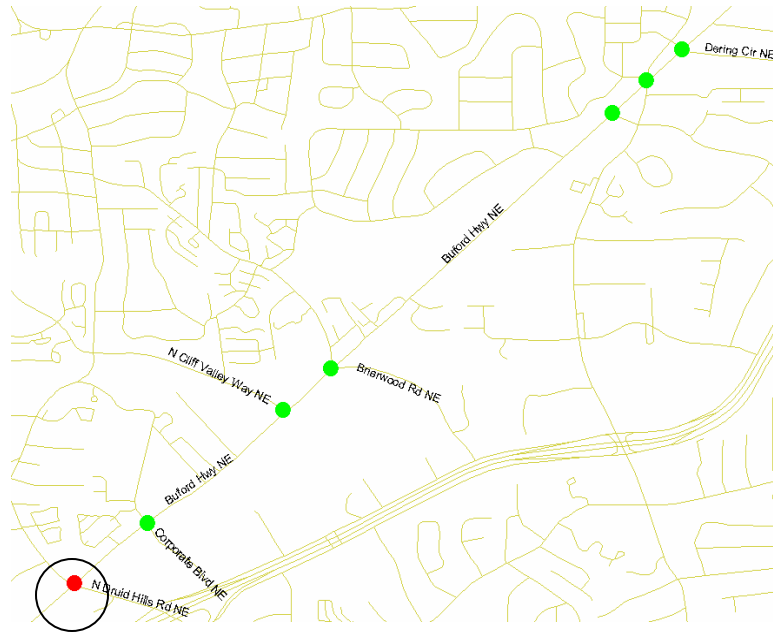 Dering Cir NE
Buford Hwy NE
N Cliff Valley Way NE
Briarwood Rd NE
Buford Hwy NE
Corporate Blvd NE
N Druid Hills Rd NE